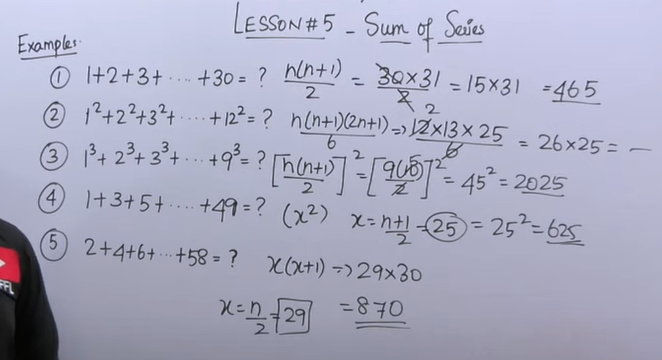 LESSON # 5 - Sum of Series
Examples:
① 1+2+3+ ..... +30 = ? n(n+1)/2 = 30×31/2 = 15×31 = 465
② 1²+2²+3²+ ..... +12² = ? n(n+1)(2n+1)/6 => 12×13×25/6 = 26×25 = —
2
③ 1³+2³+3³+ ..... +9³ = ? [n(n+1)/2]² = [9(10)/2]² = 45² = 2025
5
④ 1+3+5+ ..... +49 = ? (x²) x = n+1/2 = 25 = 25² = 625
⑤ 2+4+6+ ... +58 = ? x(x+1) => 29×30
x = n/2 = 29 = 870